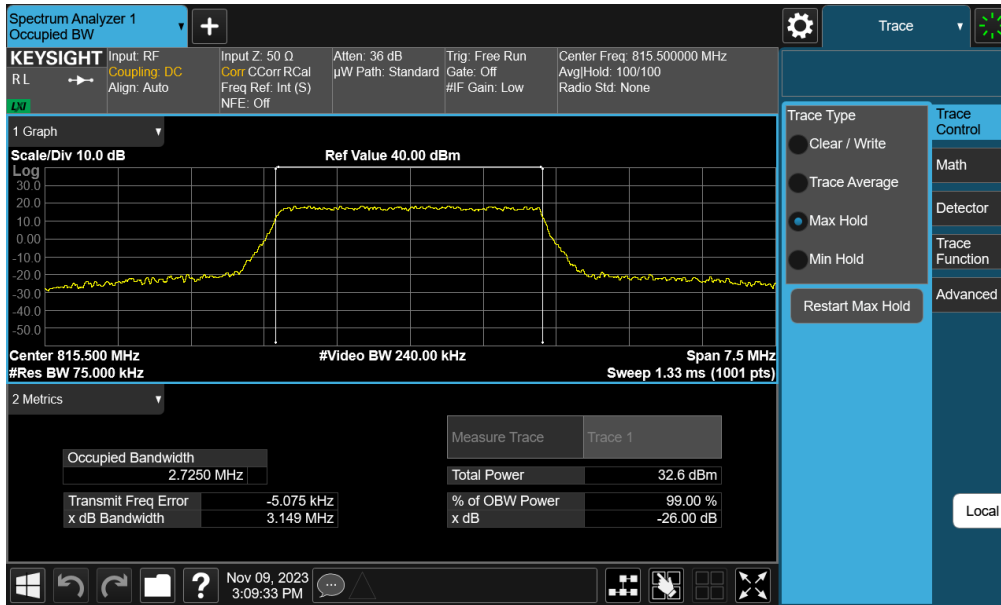 Spectrum Analyzer 1
Occupied BW
+
Trace
KEYSIGHT
R L
LXI
Input: RF
Coupling: DC
Align: Auto
Input Z: 50 Ω
Corr CCorr RCal
Freq Ref: Int (S)
NFE: Off
Atten: 36 dB
µW Path: Standard
Trig: Free Run
Gate: Off
#IF Gain: Low
Center Freq: 815.500000 MHz
Avg|Hold: 100/100
Radio Std: None
1 Graph
Scale/Div 10.0 dB
Ref Value 40.00 dBm
Log
30.0
20.0
10.0
0.00
-10.0
-20.0
-30.0
-40.0
-50.0
Center 815.500 MHz
#Video BW 240.00 kHz
Span 7.5 MHz
#Res BW 75.000 kHz
Sweep 1.33 ms (1001 pts)
2 Metrics
Measure Trace Trace 1
Occupied Bandwidth
2.7250 MHz
Total Power 32.6 dBm
Transmit Freq Error -5.075 kHz
% of OBW Power 99.00 %
x dB Bandwidth 3.149 MHz
x dB -26.00 dB
Trace Type
Clear / Write
Trace Average
Max Hold
Min Hold
Restart Max Hold
Trace
Control
Math
Detector
Trace
Function
Advanced
Local
?
Nov 09, 2023
3:09:33 PM